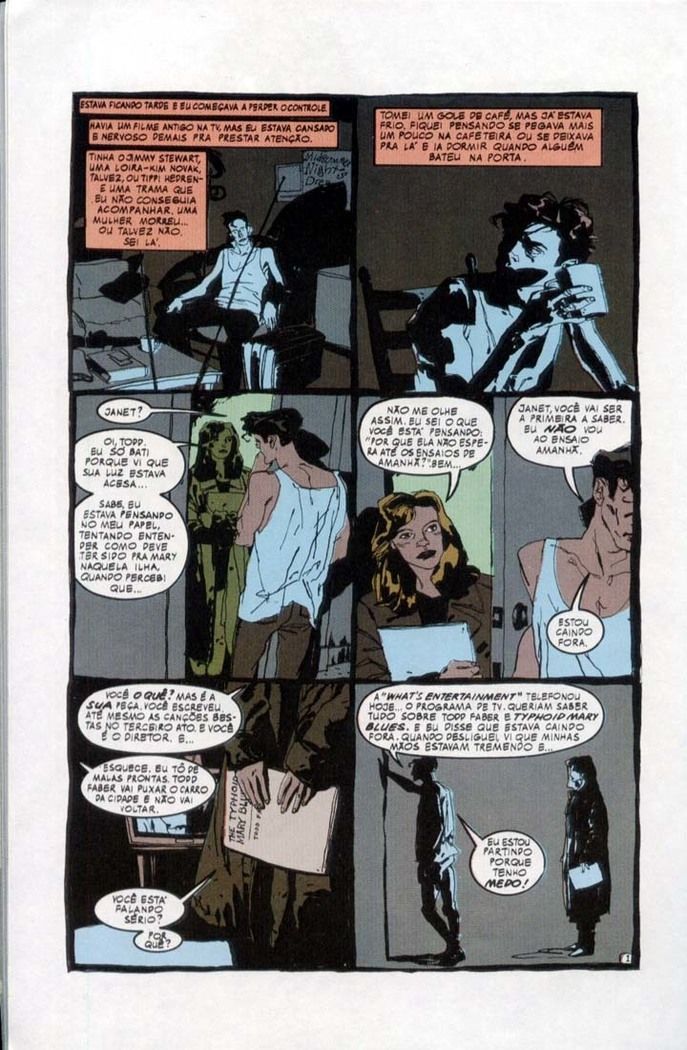 ESTAVA FICANDO TARDE E EU COMEÇAVA A PERDER O CONTROLE.
HAVIA UM FILME ANTIGO NA TV, MAS EU ESTAVA CANSADO
E NERVOSO DEMAIS PRA PRESTAR ATENÇÃO.
TINHA O JIMMY STEWART,
UMA LOIRA-KIM NOVAK,
TALVEZ, OU TIPPI HEDREN-
E UMA TRAMA QUE
EU NÃO CONSEGUIA
ACOMPANHAR. UMA
MULHER MORREU...
OU TALVEZ NÃO.
SEI LÁ.
Midsummer
Night's
Dream
TOMEI UM GOLE DE CAFÉ, MAS JÁ ESTAVA
FRIO. FIQUEI PENSANDO SE PEGAVA MAIS
UM POUCO NA CAFETEIRA OU SE DEIXAVA
PRA LÁ E IA DORMIR QUANDO ALGUÉM
BATEU NA PORTA.
JANET?
OI, TODD.
EU SÓ BATI
PORQUE VI QUE
SUA LUZ ESTAVA
ACESA...
SABE, EU
ESTAVA PENSANDO
NO MEU PAPEL,
TENTANDO ENTEN-
DER COMO DEVE
TER SIDO PRA MARY
NAQUELA ILHA,
QUANDO PERCEBI
QUE...
NÃO ME OLHE
ASSIM. EU SEI O QUE
VOCÊ ESTÁ PENSANDO:
"POR QUE ELA NÃO ESPE-
RA ATÉ OS ENSAIOS DE
AMANHÃ?". BEM...
JANET, VOCÊ VAI SER
A PRIMEIRA A SABER.
EU NÃO VOU
AO ENSAIO
AMANHÃ.
ESTOU
CAINDO
FORA.
VOCÊ O QUÊ? MAS É A
SUA PEÇA. VOCÊ ESCREVEU
ATÉ MESMO AS CANÇÕES BES-
TAS NO TERCEIRO ATO. E VOCÊ
É O DIRETOR. E...
ESQUECE. EU TÔ DE
MALAS PRONTAS. TODD
FABER VAI PUXAR O CARRO
DA CIDADE E NÃO VAI
VOLTAR.
THE TYPHOID
MARY BLU
TODD F
VOCÊ ESTÁ
FALANDO
SÉRIO?
POR
QUÊ?
A "WHAT'S ENTERTAINMENT" TELEFONOU
HOJE... O PROGRAMA DE TV. QUERIAM SABER
TUDO SOBRE TODD FABER E TYPHOID MARY
BLUES. E EU DISSE QUE ESTAVA CAINDO
FORA. QUANDO DESLIGUEI, VI QUE MINHAS
MÃOS ESTAVAM TREMENDO E...
EU ESTOU
PARTINDO
PORQUE
TENHO
MEDO!
1